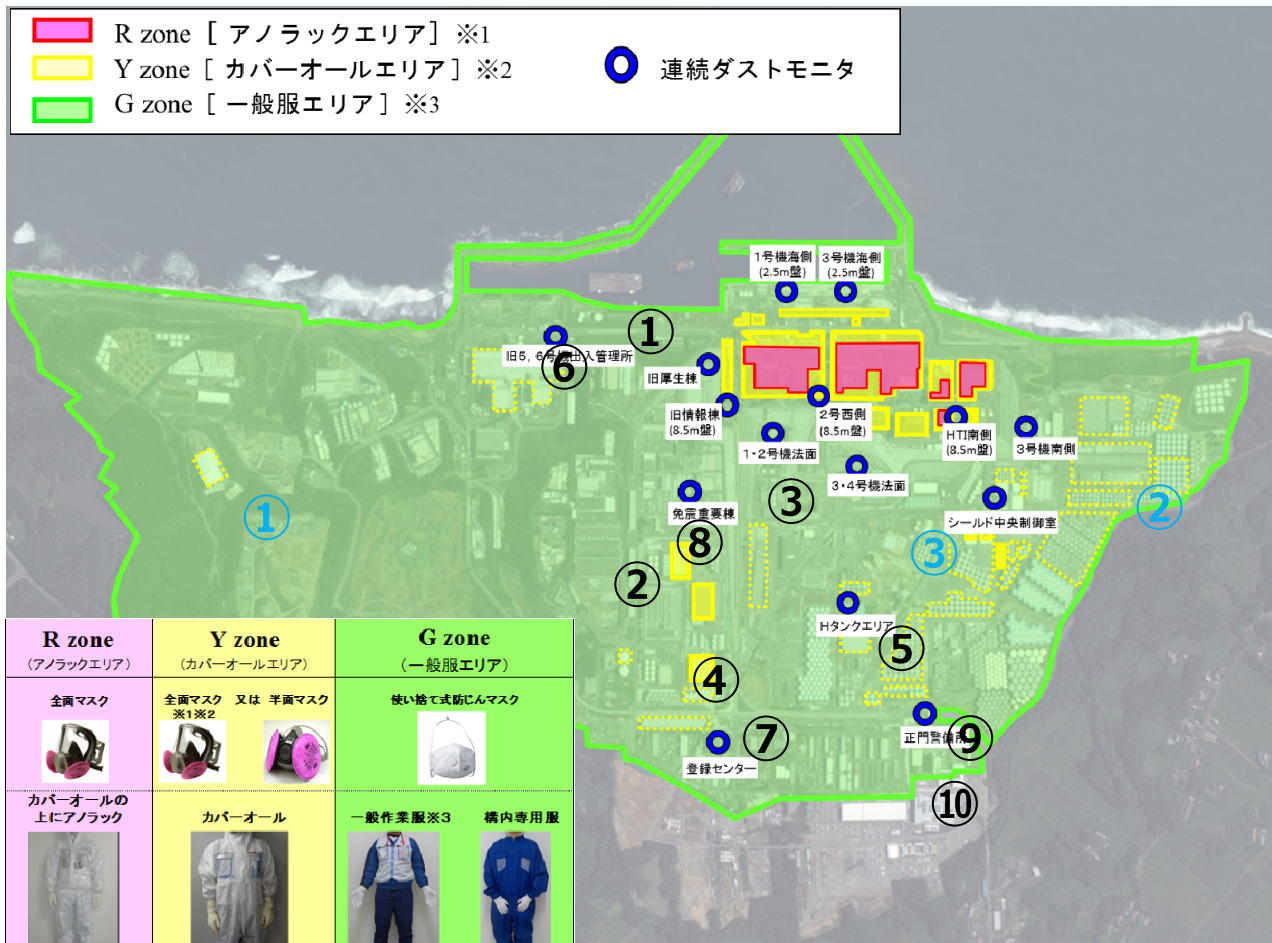 R zone [ アノラックエリア] ※1
Y zone [ カバーオールエリア] ※2
G zone [ 一般服エリア] ※3
連続ダストモニタ
1号機海側
(2.5m盤)
3号機海側
(2.5m盤)
①
旧5, 6号機出入管理所
⑥
旧厚生棟
旧情報棟
(8.5m盤)
2号西側
(8.5m盤)
1・2号機法面
HTI南側
(8.5m盤)
3号機南側
3・4号機法面
①
免震重要棟
③
②
シールド中央制御室
⑧
③
②
Hタンクエリア
⑤
④
⑦
正門警備所
⑨
登録センター
⑩
R zone
(アノラックエリア)
Y zone
(カバーオールエリア)
G zone
(一般服エリア)
全面マスク
全面マスク 又は 半面マスク
※1※2
使い捨て式防じんマスク
カバーオールの
上にアノラック
カバーオール
一般作業服※3
構内専用服